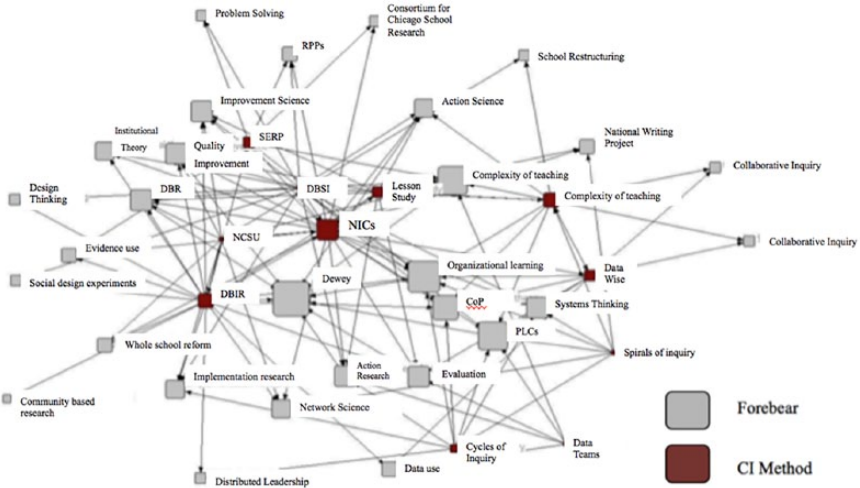 Problem Solving
Consortium for
Chicago School
Research
RPPs
School Restructuring
Improvement Science
Action Science
Institutional
Theory
SERP
Quality
Improvement
National Writing
Project
Collaborative Inquiry
Design
Thinking
DBR
DBSI
Lesson
Study
Complexity of teaching
Complexity of teaching
NICs
NCSU
Evidence use
Collaborative Inquiry
Social design experiments
DBIR
Dewey
Organizational learning
Data
Wise
CoP
Systems Thinking
PLCs
Whole school reform
Spirals of inquiry
Implementation research
Action
Research
Evaluation
Community based
research
Network Science
Forebear
Cycles of
Inquiry
Data
Teams
Data use
CI Method
Distributed Leadership